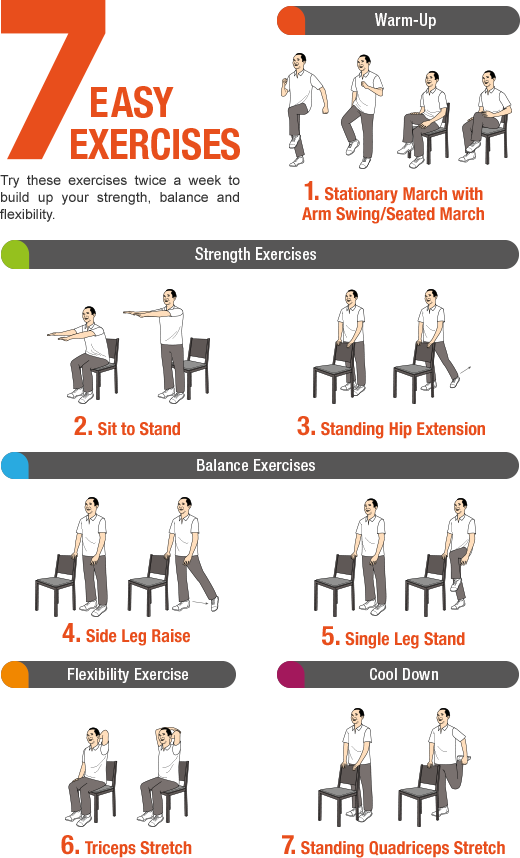 7
EASY
EXERCISES
Try these exercises twice a week to
build up your strength, balance and
flexibility.
Warm-Up
1. Stationary March with
Arm Swing/Seated March
Strength Exercises
2. Sit to Stand
3. Standing Hip Extension
Balance Exercises
4. Side Leg Raise
5. Single Leg Stand
Flexibility Exercise
6. Triceps Stretch
Cool Down
7. Standing Quadriceps Stretch